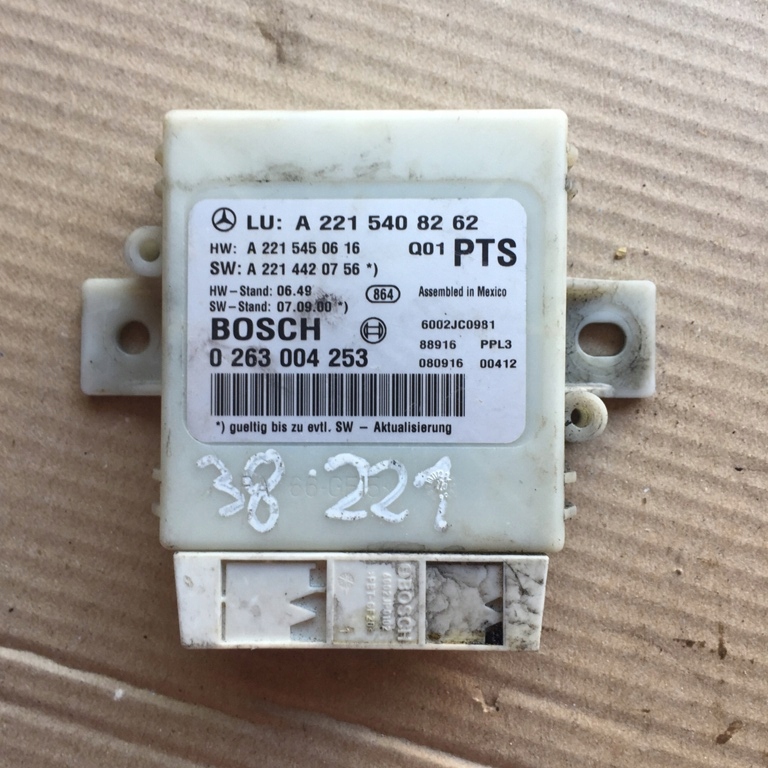 LU: A 221 540 82 62
HW: A 221 545 06 16 Q01 PTS
SW: A 221 442 07 56 *)
HW-Stand: 06.49 864 Assembled in Mexico
SW-Stand: 07.09.00 *)
BOSCH 6002JC0981
88916 PPL3
0 263 004 253 080916 00412
*) gueltig bis zu evtl. SW - Aktualisierung
38 · 221
BOSCH